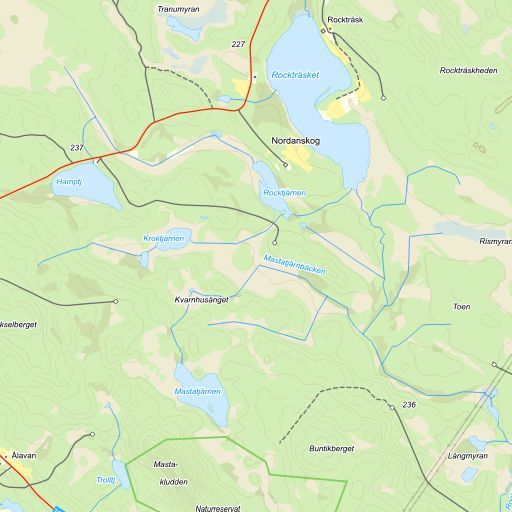 Tranumyran
Rockträsk
227
Rockträsket
Rockträskheden
Nordanskog
237
Hamptj.
Rocktjärnen
Kroktjärnen
Rismyran
Mastatjärnbäcken
Kvarnhusänget
Toen
kselberget
Mastatjärnen
236
Buntikberget
Ålavan
Långmyran
Masta-
kludden
Trolltj.
Naturreservat